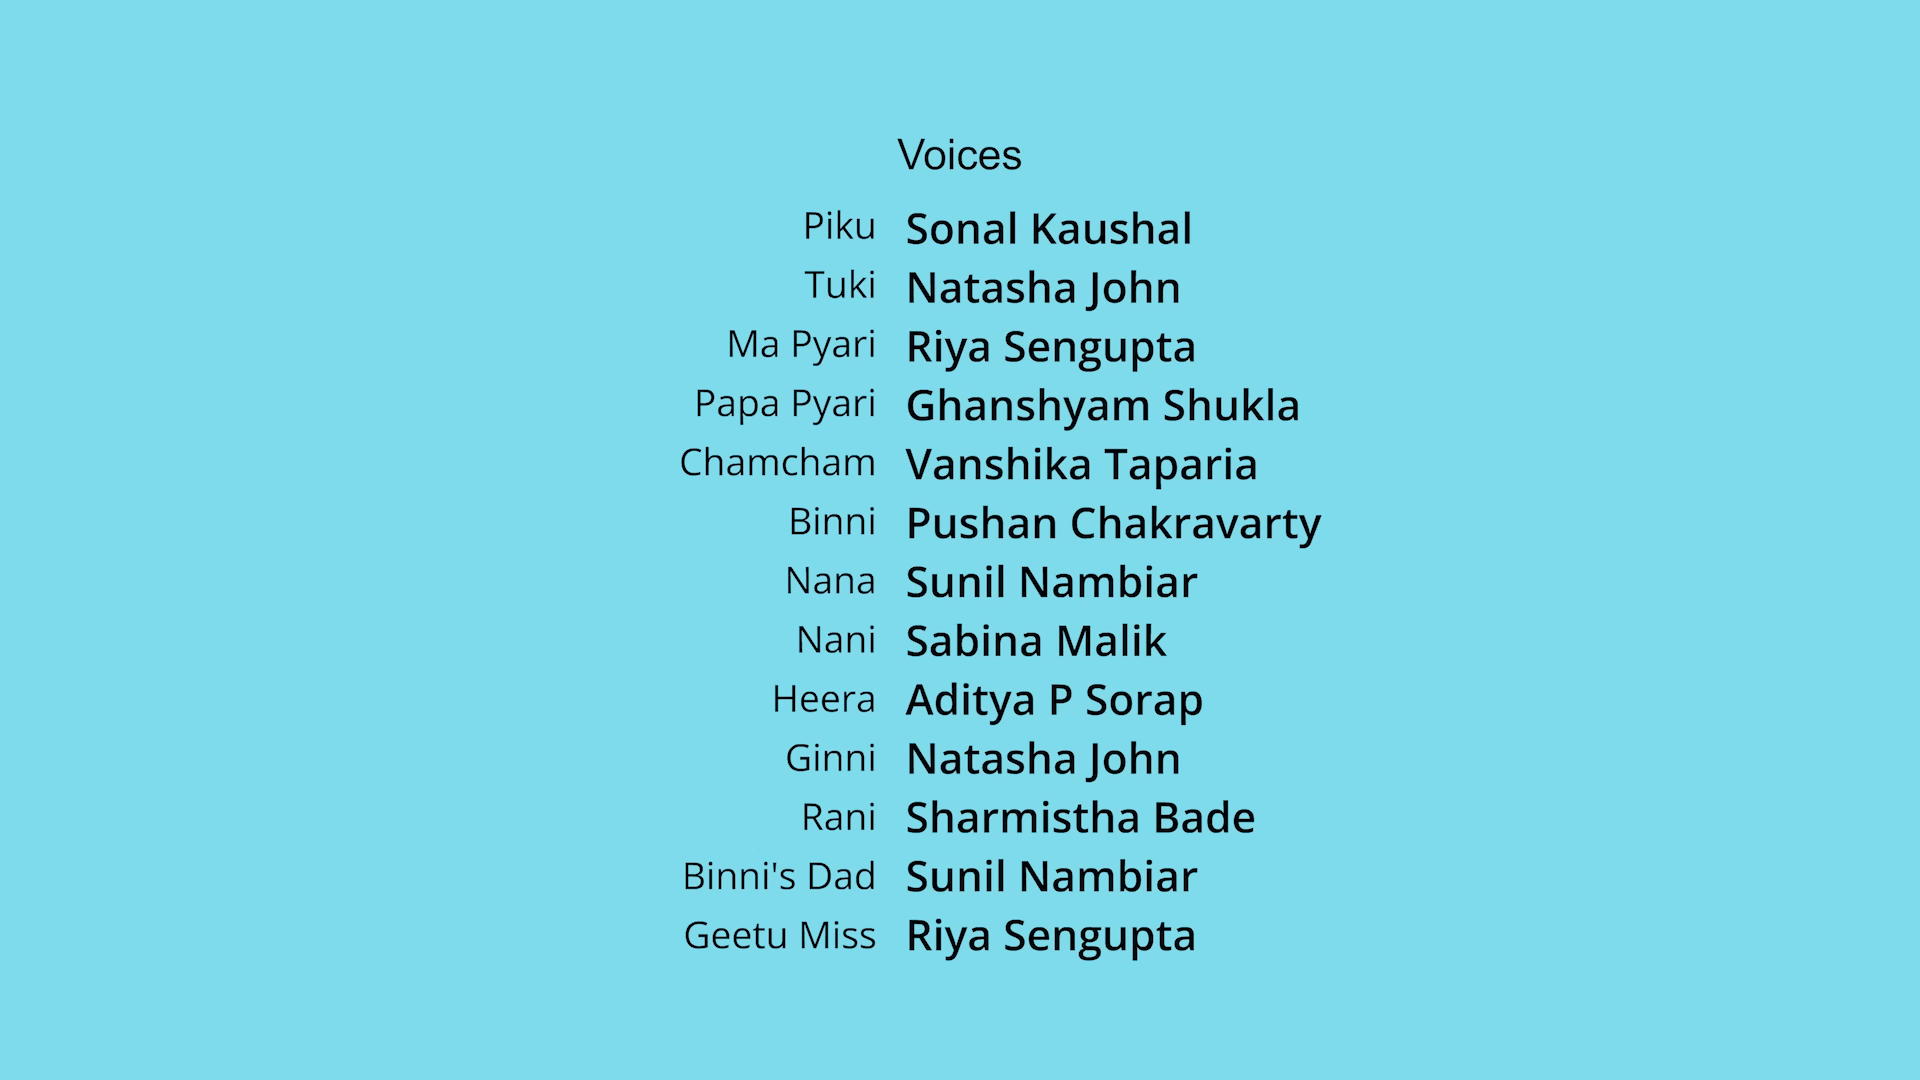 Voices
Piku Sonal Kaushal
Tuki Natasha John
Ma Pyari Riya Sengupta
Papa Pyari Ghanshyam Shukla
Chamcham Vanshika Taparia
Binni Pushan Chakravarty
Nana Sunil Nambiar
Nani Sabina Malik
Heera Aditya P Sorap
Ginni Natasha John
Rani Sharmistha Bade
Binni's Dad Sunil Nambiar
Geetu Miss Riya Sengupta